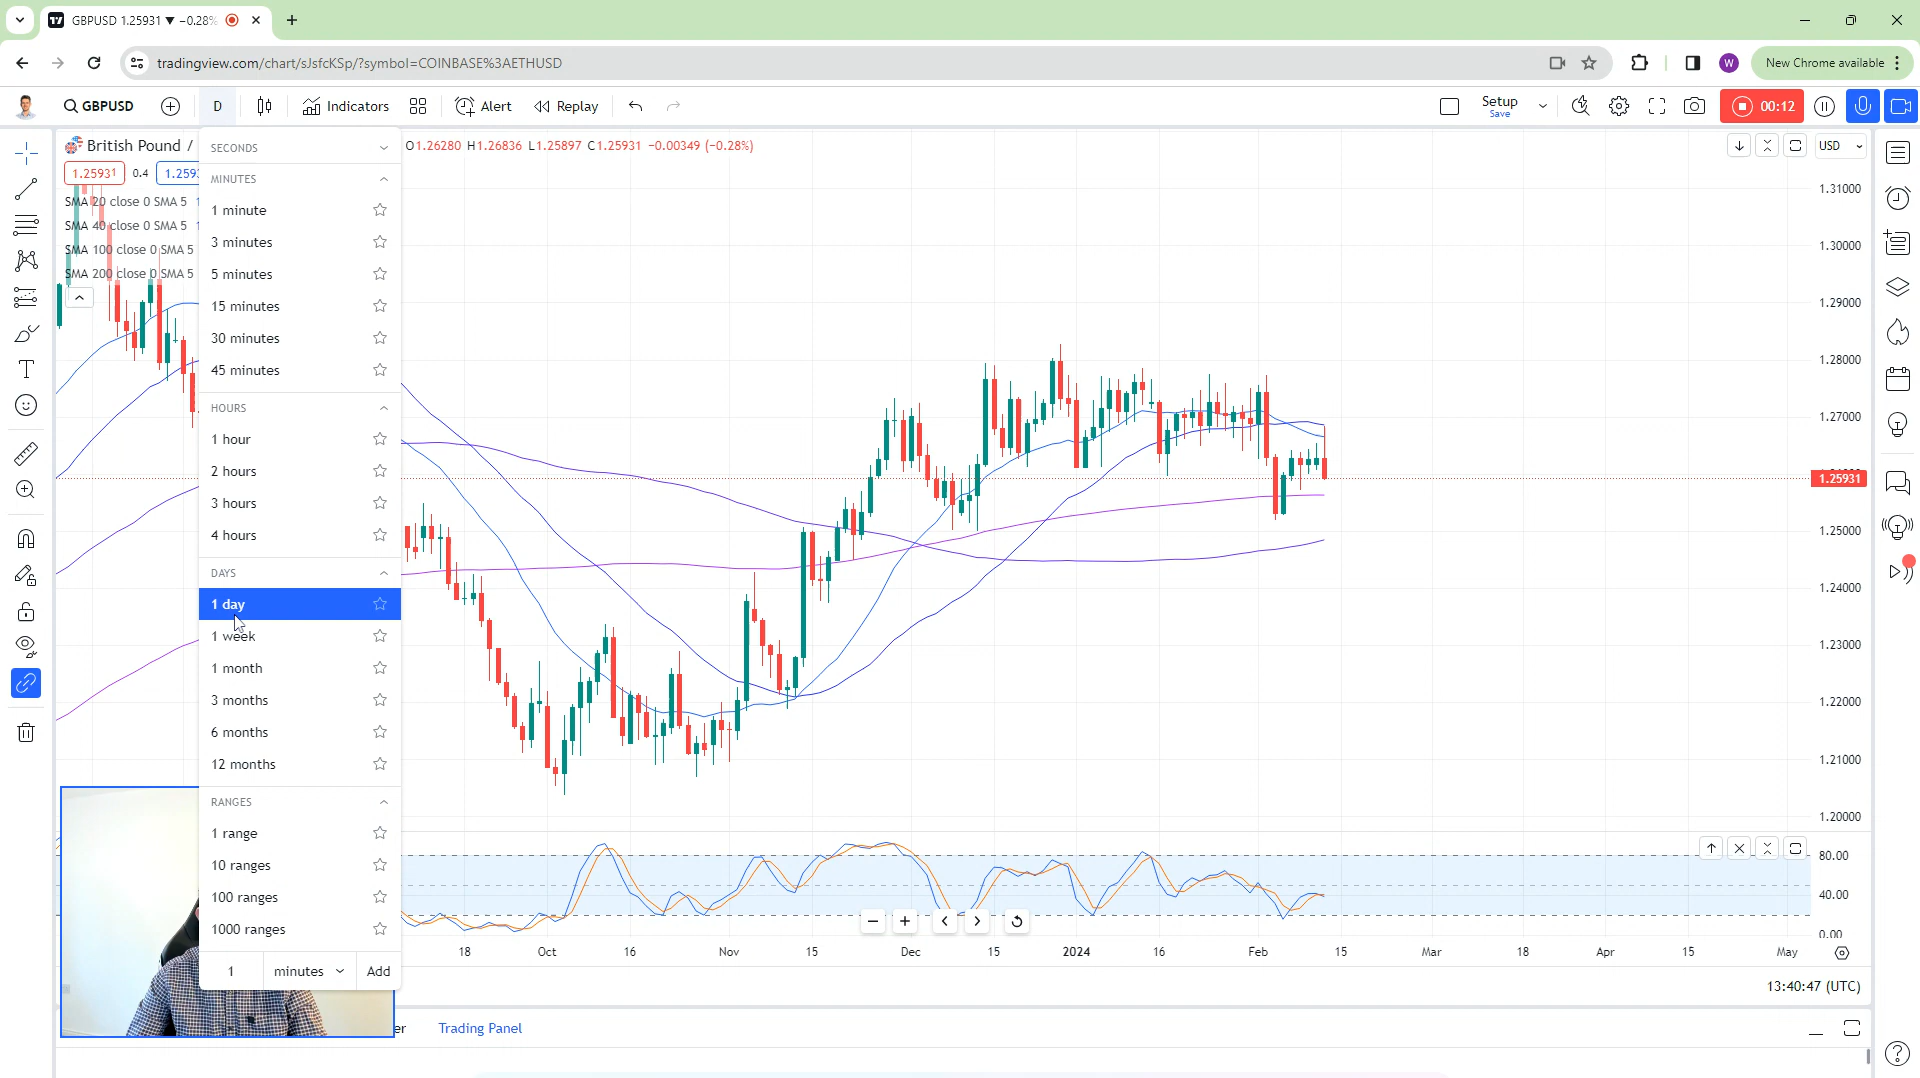 GBPUSD 1.25931 ▼ −0.28%
tradingview.com/chart/sJsfcKSp/?symbol=COINBASE%3AETHUSD
W
New Chrome available
GBPUSD
D
Indicators
Alert
Replay
Setup
Save
00:12
British Pound /
O1.26280 H1.26836 L1.25897 C1.25931 −0.00349 (−0.28%)
USD
1.25931
0.4
SMA 20 close 0 SMA 5
SMA 40 close 0 SMA 5
SMA 100 close 0 SMA 5
SMA 200 close 0 SMA 5
SECONDS
MINUTES
1 minute
3 minutes
5 minutes
15 minutes
30 minutes
45 minutes
HOURS
1 hour
2 hours
3 hours
4 hours
DAYS
1 day
1 week
1 month
3 months
6 months
12 months
RANGES
1 range
10 ranges
100 ranges
1000 ranges
1 minutes Add
1.31000
1.30000
1.29000
1.28000
1.27000
1.25931
1.25000
1.24000
1.23000
1.22000
1.21000
1.20000
80.00
40.00
0.00
18 Oct 16 Nov 15 Dec 15 2024 16 Feb 15 Mar 18 Apr 15 May
13:40:47 (UTC)
er
Trading Panel